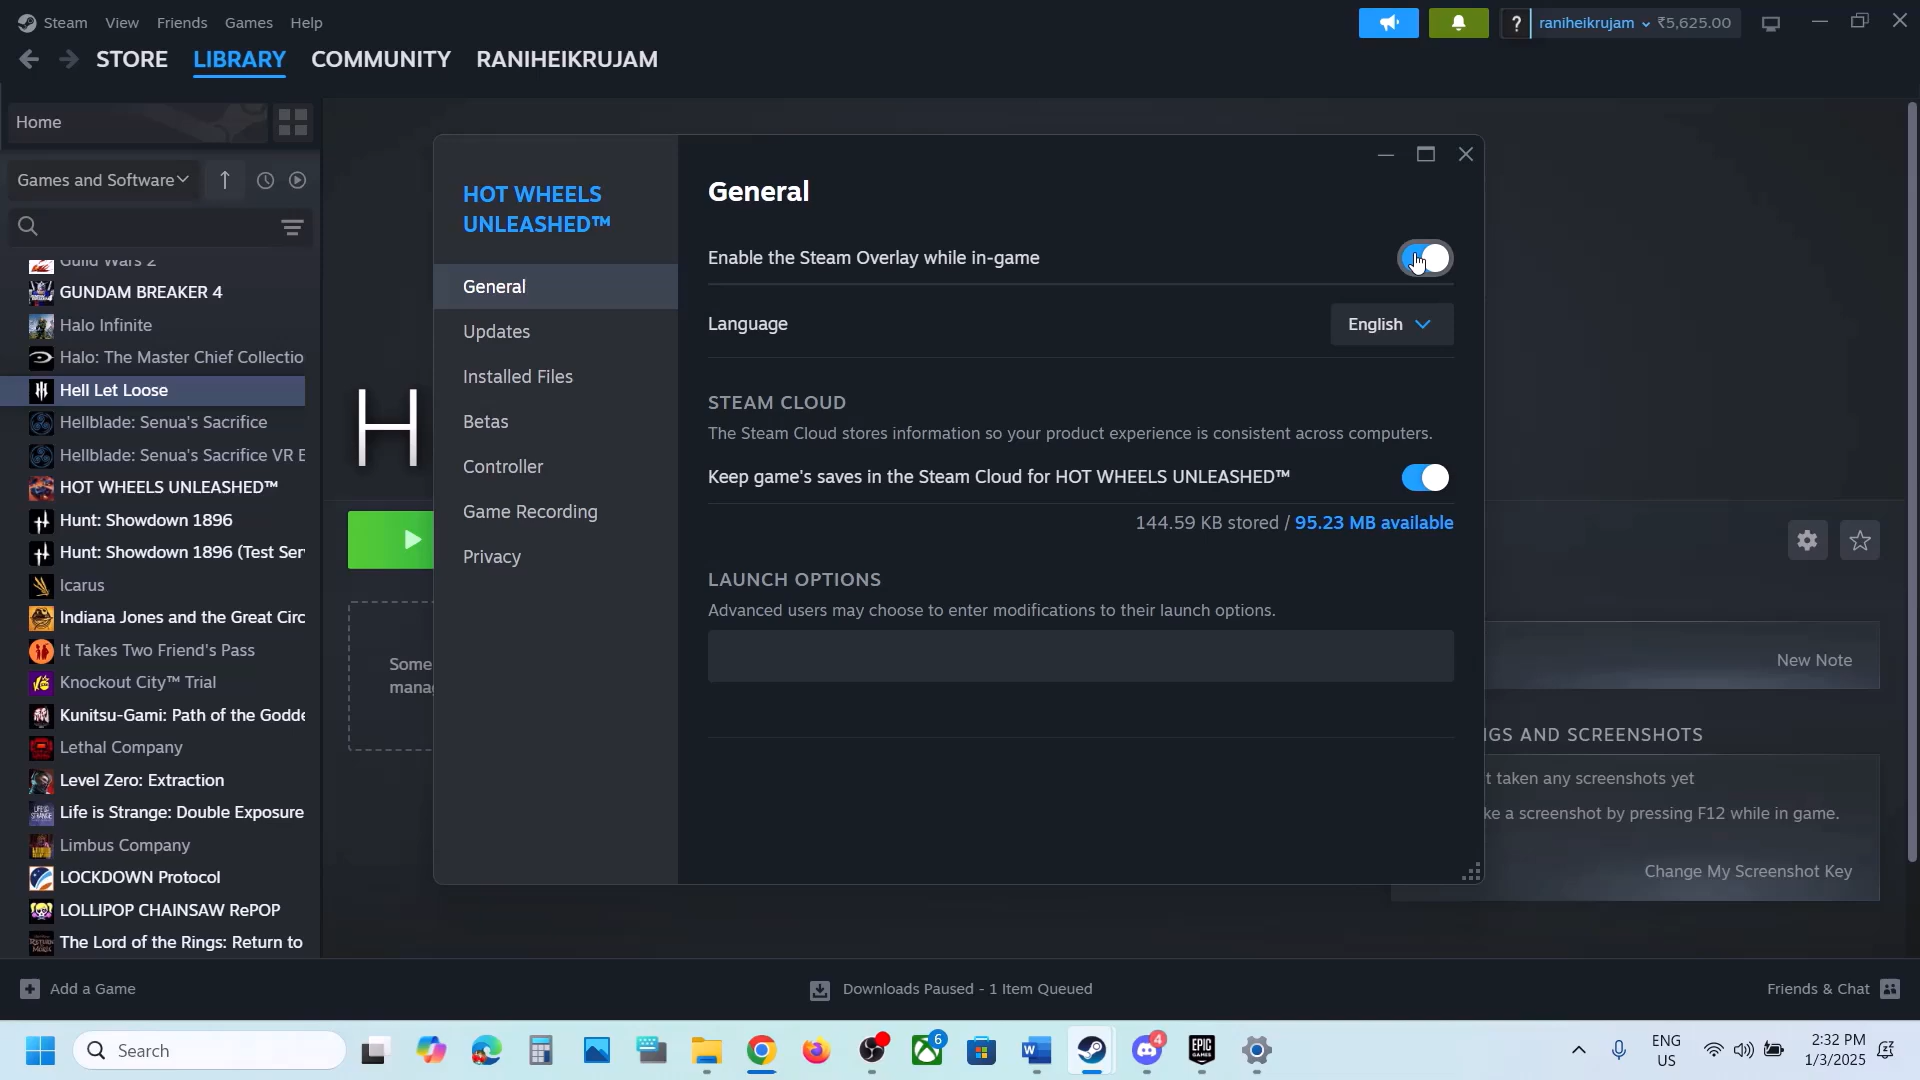 Steam View Friends Games Help
? raniheikrujam ₹5,625.00
STORE LIBRARY COMMUNITY RANIHEIKRUJAM
Home
Games and Software
Guild Wars 2
GUNDAM BREAKER 4
Halo Infinite
Halo: The Master Chief Collectio
Hell Let Loose
Hellblade: Senua's Sacrifice
Hellblade: Senua's Sacrifice VR E
HOT WHEELS UNLEASHED™
Hunt: Showdown 1896
Hunt: Showdown 1896 (Test Ser
Icarus
Indiana Jones and the Great Circ
It Takes Two Friend's Pass
Knockout City™ Trial
Kunitsu-Gami: Path of the Godde
Lethal Company
Level Zero: Extraction
Life is Strange: Double Exposure
Limbus Company
LOCKDOWN Protocol
LOLLIPOP CHAINSAW RePOP
The Lord of the Rings: Return to
H
Some
mana
HOT WHEELS
UNLEASHED™
General
Updates
Installed Files
Betas
Controller
Game Recording
Privacy
General
Enable the Steam Overlay while in-game
Language English
STEAM CLOUD
The Steam Cloud stores information so your product experience is consistent across computers.
Keep game's saves in the Steam Cloud for HOT WHEELS UNLEASHED™
144.59 KB stored / 95.23 MB available
LAUNCH OPTIONS
Advanced users may choose to enter modifications to their launch options.
New Note
GS AND SCREENSHOTS
t taken any screenshots yet
ke a screenshot by pressing F12 while in game.
Change My Screenshot Key
Add a Game
Downloads Paused - 1 Item Queued
Friends & Chat
Search
6
4
EPIC
GAMES
ENG
US
2:32 PM
1/3/2025